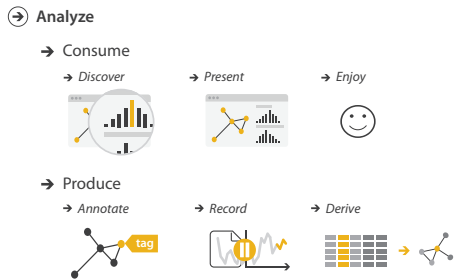 Analyze
Consume
Discover
Present
Enjoy
Produce
Annotate
Record
Derive
tag